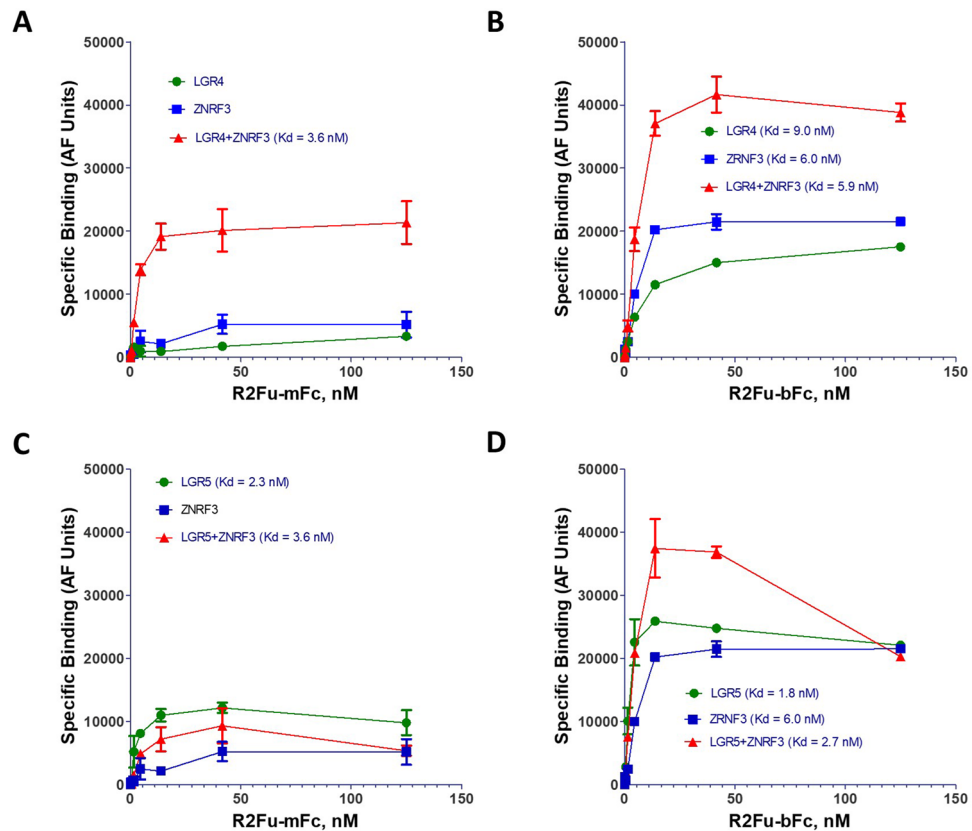 A
Specific Binding (AF Units)
50000
40000
30000
20000
10000
0
LGR4
ZNRF3
LGR4+ZNRF3 (Kd = 3.6 nM)
0
50
100
150
R2Fu-mFc, nM
B
Specific Binding (AF Units)
50000
40000
30000
20000
10000
0
LGR4 (Kd = 9.0 nM)
ZRNF3 (Kd = 6.0 nM)
LGR4+ZNRF3 (Kd = 5.9 nM)
0
50
100
150
R2Fu-bFc, nM
C
Specific Binding (AF Units)
50000
40000
30000
20000
10000
0
LGR5 (Kd = 2.3 nM)
ZNRF3
LGR5+ZNRF3 (Kd = 3.6 nM)
0
50
100
150
R2Fu-mFc, nM
D
Specific Binding (AF Units)
50000
40000
30000
20000
10000
0
LGR5 (Kd = 1.8 nM)
ZRNF3 (Kd = 6.0 nM)
LGR5+ZNRF3 (Kd = 2.7 nM)
0
50
100
150
R2Fu-bFc, nM